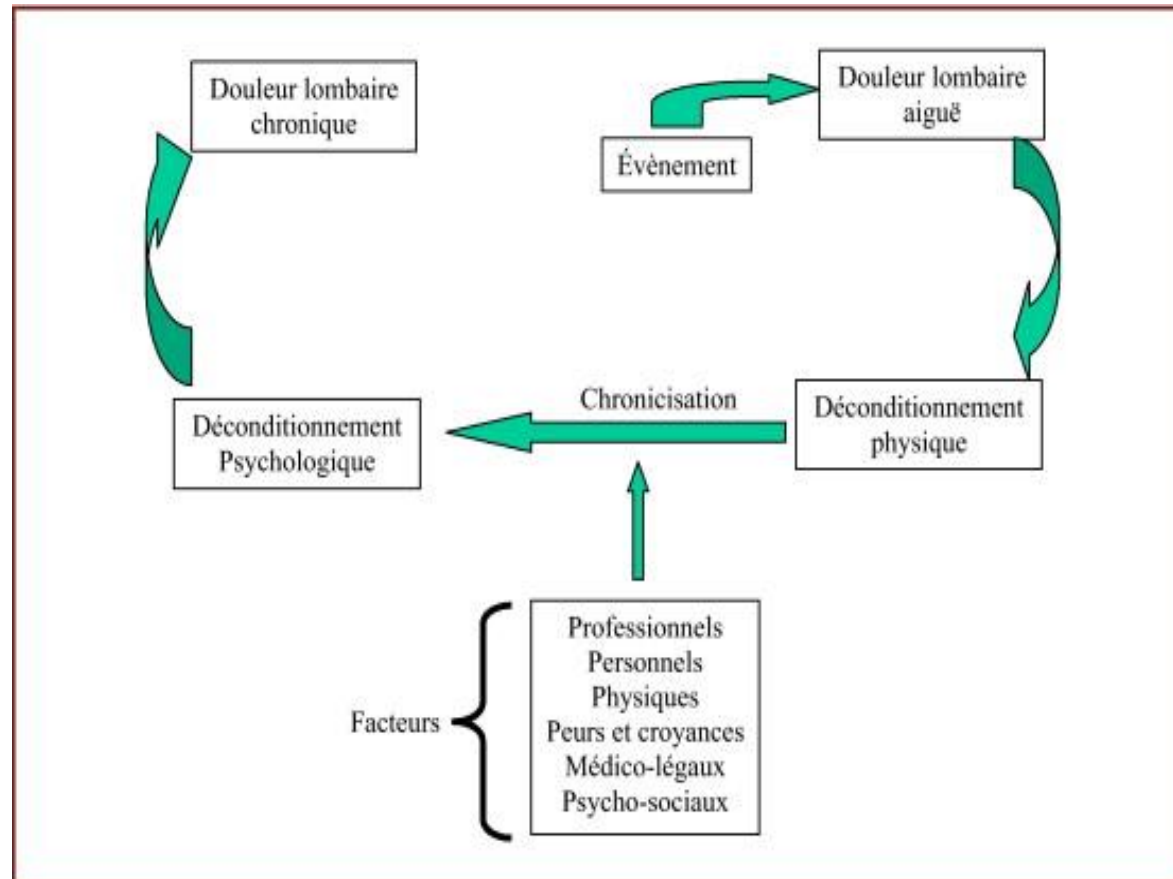 Douleur lombaire
chronique
Douleur lombaire
aiguë
Évènement
Chronicisation
Déconditionnement
Psychologique
Déconditionnement
physique
Facteurs
Professionnels
Personnels
Physiques
Peurs et croyances
Médico-légaux
Psycho-sociaux